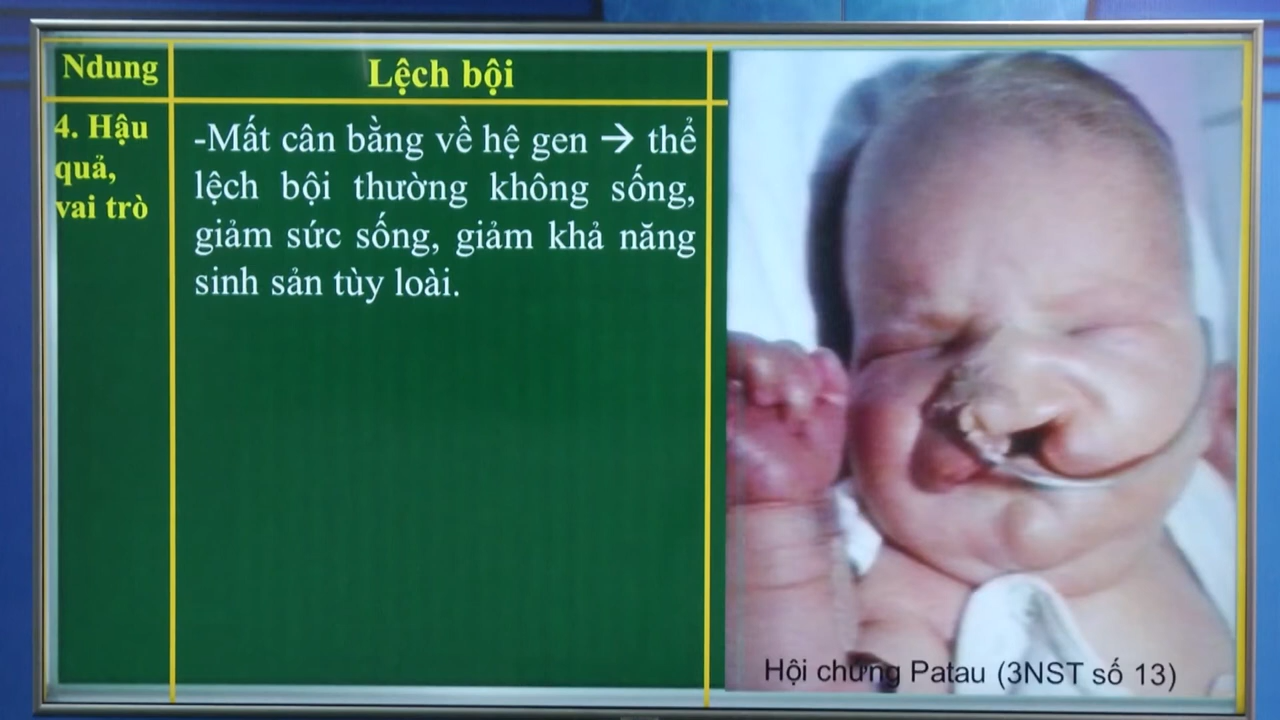 Ndung
Lệch bội
4. Hậu
quả,
vai trò
-Mất cân bằng về hệ gen → thể
lệch bội thường không sống,
giảm sức sống, giảm khả năng
sinh sản tùy loài.
Hội chứng Patau (3NST số 13)